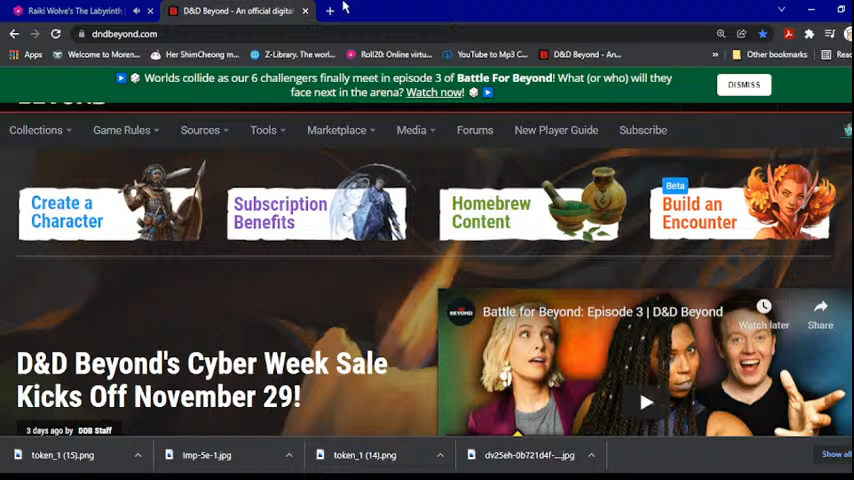 Raiki Wolve's The Labyrinth |
D&D Beyond - An official digital
dndbeyond.com
Apps
Welcome to Moren...
Her ShimCheong m...
Z-Library. The worl...
Roll20: Online virtu...
YouTube to Mp3 C...
D&D Beyond - An...
»
Other bookmarks
Worlds collide as our 6 challengers finally meet in episode 3 of Battle For Beyond! What (or who) will they
face next in the arena? Watch now!
DISMISS
BEYOND
Collections
Game Rules
Sources
Tools
Marketplace
Media
Forums
New Player Guide
Subscribe
Create a
Character
Subscription
Benefits
Homebrew
Content
Beta
Build an
Encounter
BEYOND
Battle for Beyond: Episode 3 | D&D Beyond
Watch later
Share
D&D Beyond's Cyber Week Sale
Kicks Off November 29!
3 days ago by DDB Staff
token_1 (15).png
imp-5e-1.jpg
token_1 (14).png
dv25eh-0b721d4f-....jpg
Show all